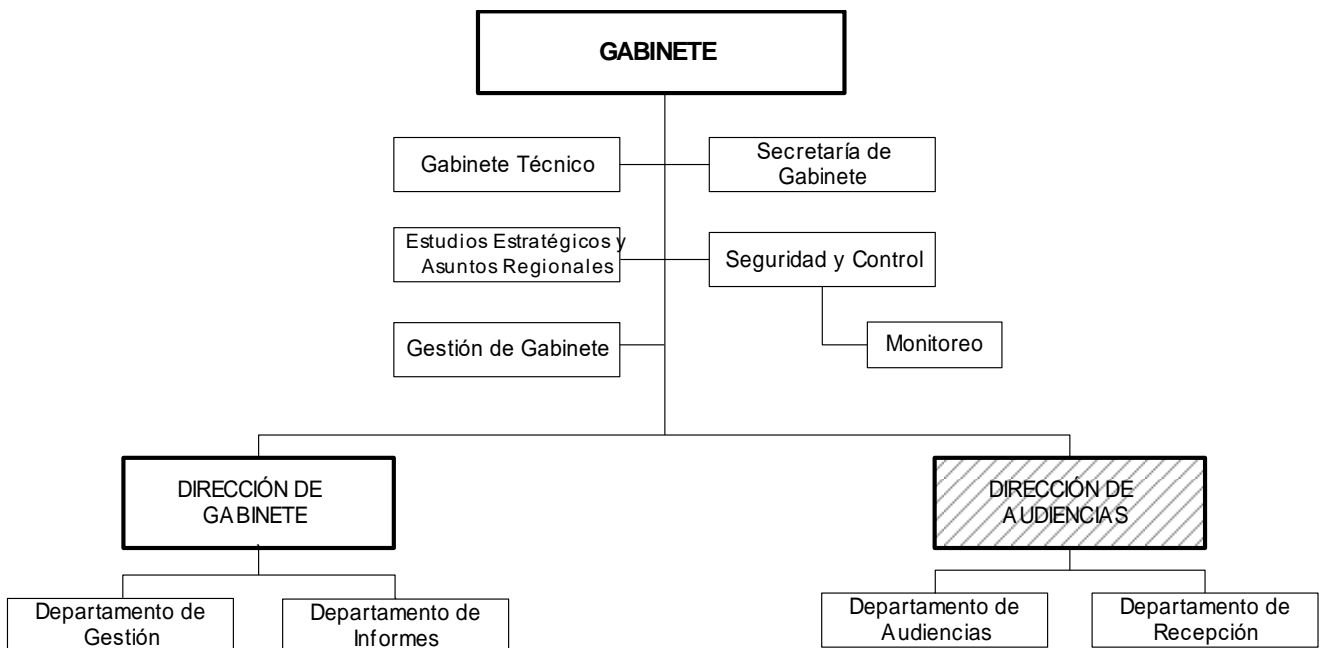 GABINETE
Gabinete Técnico
Secretaría de
Gabinete
Estudios Estratégicos y
Asuntos Regionales
Seguridad y Control
Gestión de Gabinete
Monitoreo
DIRECCIÓN DE
GABINETE
DIRECCIÓN DE
AUDIENCIAS
Departamento de
Gestión
Departamento de
Informes
Departamento de
Audiencias
Departamento de
Recepción